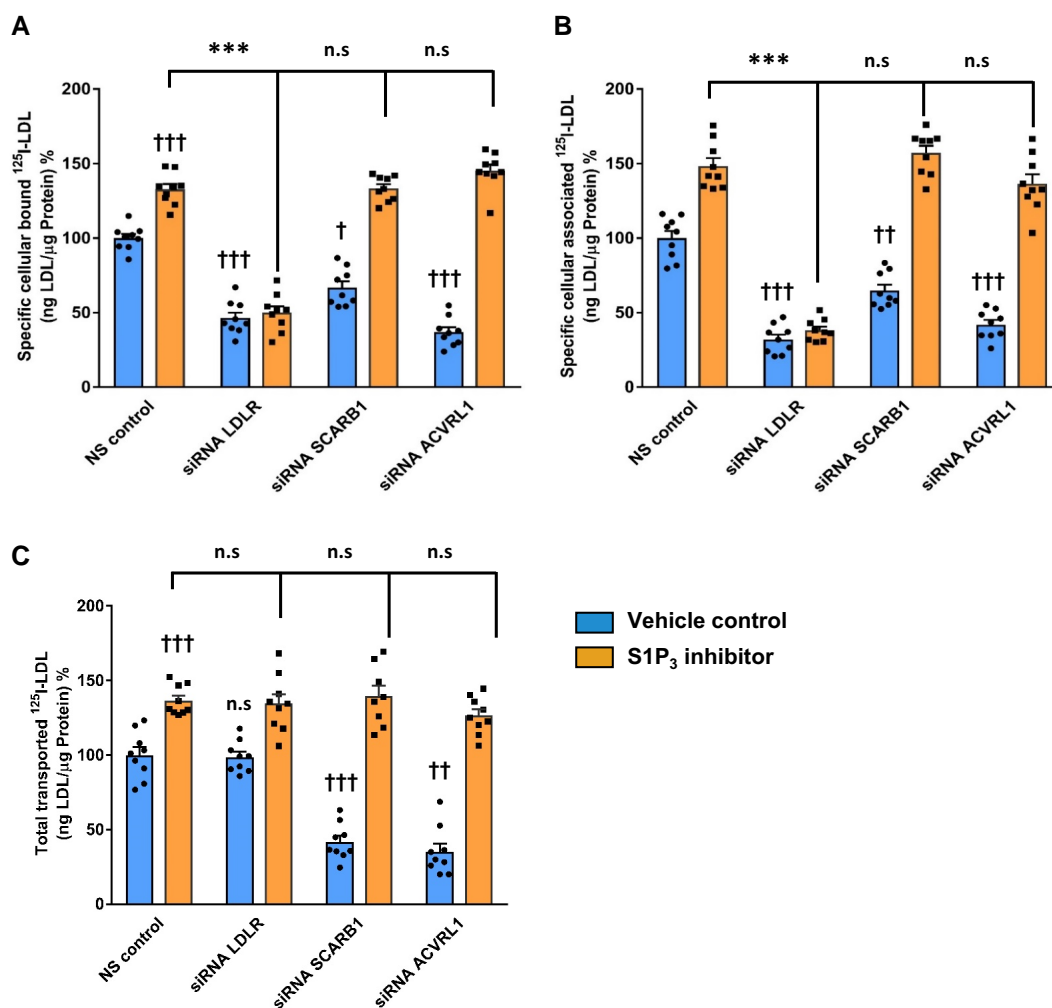 A
*** n.s n.s
Specific cellular bound ¹²⁵I-LDL
(ng LDL/µg Protein) %
200
150
100
50
0
†††
†††
†
†††
NS control
siRNA LDLR
siRNA SCARB1
siRNA ACVRL1
B
*** n.s n.s
Specific cellular associated ¹²⁵I-LDL
(ng LDL/µg Protein) %
200
150
100
50
0
†††
††
†††
NS control
siRNA LDLR
siRNA SCARB1
siRNA ACVRL1
C
n.s n.s n.s
Total transported ¹²⁵I-LDL
(ng LDL/µg Protein) %
200
150
100
50
0
†††
n.s
†††
††
NS control
siRNA LDLR
siRNA SCARB1
siRNA ACVRL1
Vehicle control
S1P₃ inhibitor